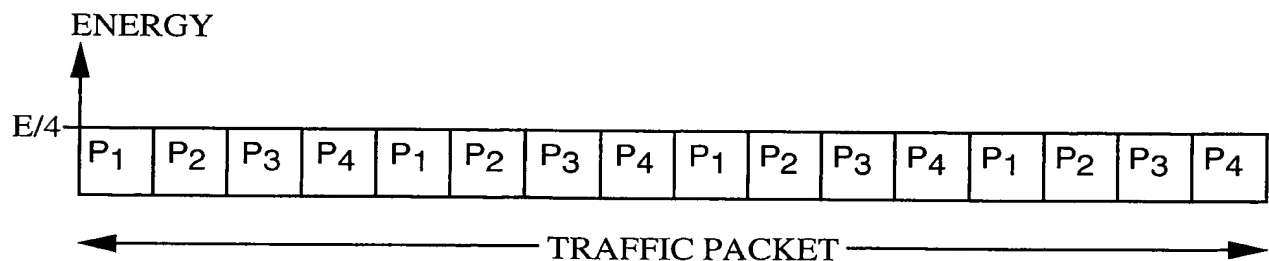 ENERGY
E/4
P1 P2 P3 P4 P1 P2 P3 P4 P1 P2 P3 P4 P1 P2 P3 P4
TRAFFIC PACKET